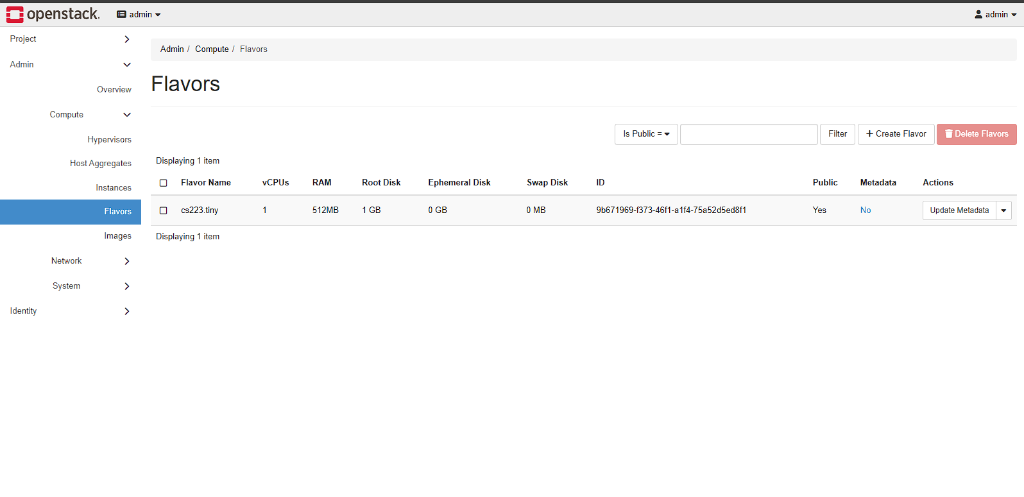 openstack. admin admin
Project
Admin
Overview
Compute
Hypervisors
Host Aggregates
Instances
Flavors
Images
Network
System
Identity
Admin / Compute / Flavors
Flavors
Is Public = Filter + Create Flavor Delete Flavors
Displaying 1 item
Flavor Name vCPUs RAM Root Disk Ephemeral Disk Swap Disk ID Public Metadata Actions
cs223.tiny 1 512MB 1 GB 0 GB 0 MB 9b671969-f373-46f1-a1f4-75a52d5ed8f1 Yes No Update Metadata
Displaying 1 item